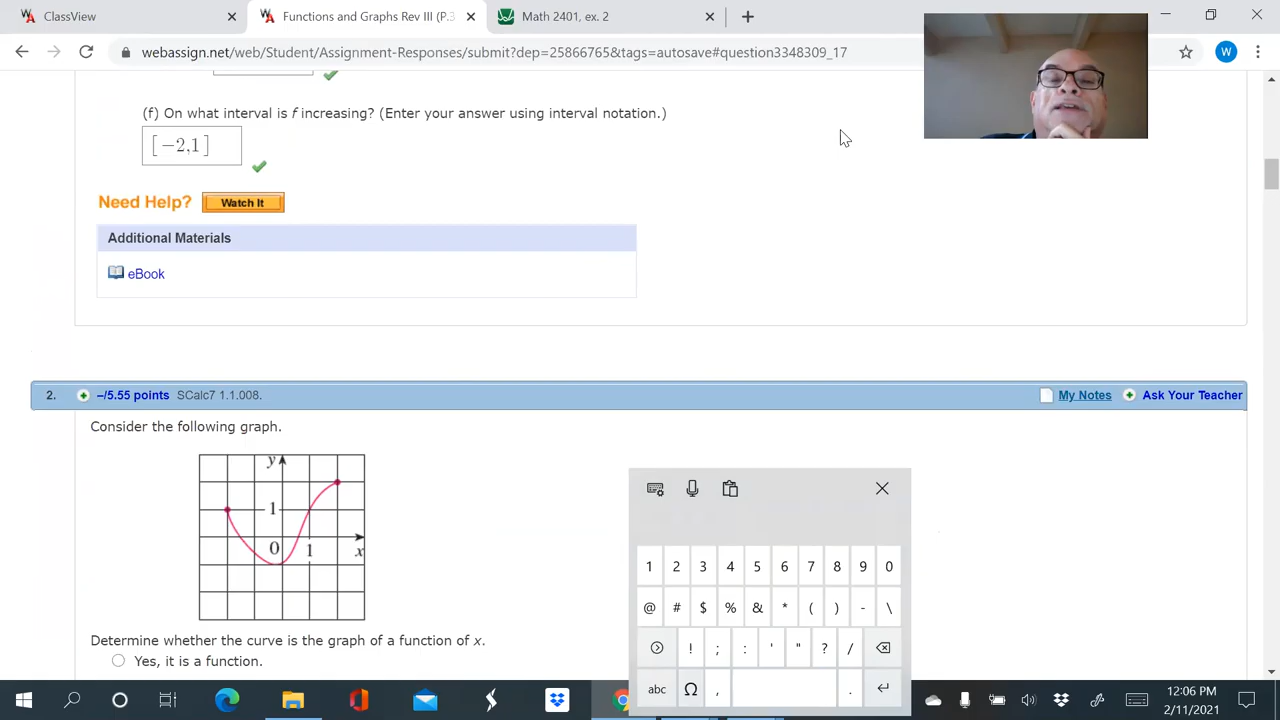 ClassView
Functions and Graphs Rev III (P.3
Math 2401, ex. 2
webassign.net/web/Student/Assignment-Responses/submit?dep=25866765&tags=autosave#question3348309_17
W
(f) On what interval is f increasing? (Enter your answer using interval notation.)
[ −2,1 ]
Need Help? Watch It
Additional Materials
eBook
2. –/5.55 points SCalc7 1.1.008. My Notes Ask Your Teacher
Consider the following graph.
y
1
0 1 x
Determine whether the curve is the graph of a function of x.
Yes, it is a function.
1 2 3 4 5 6 7 8 9 0
@ # $ % & * ( ) - \
! ; : ' " ? /
abc Ω , .
12:06 PM
2/11/2021